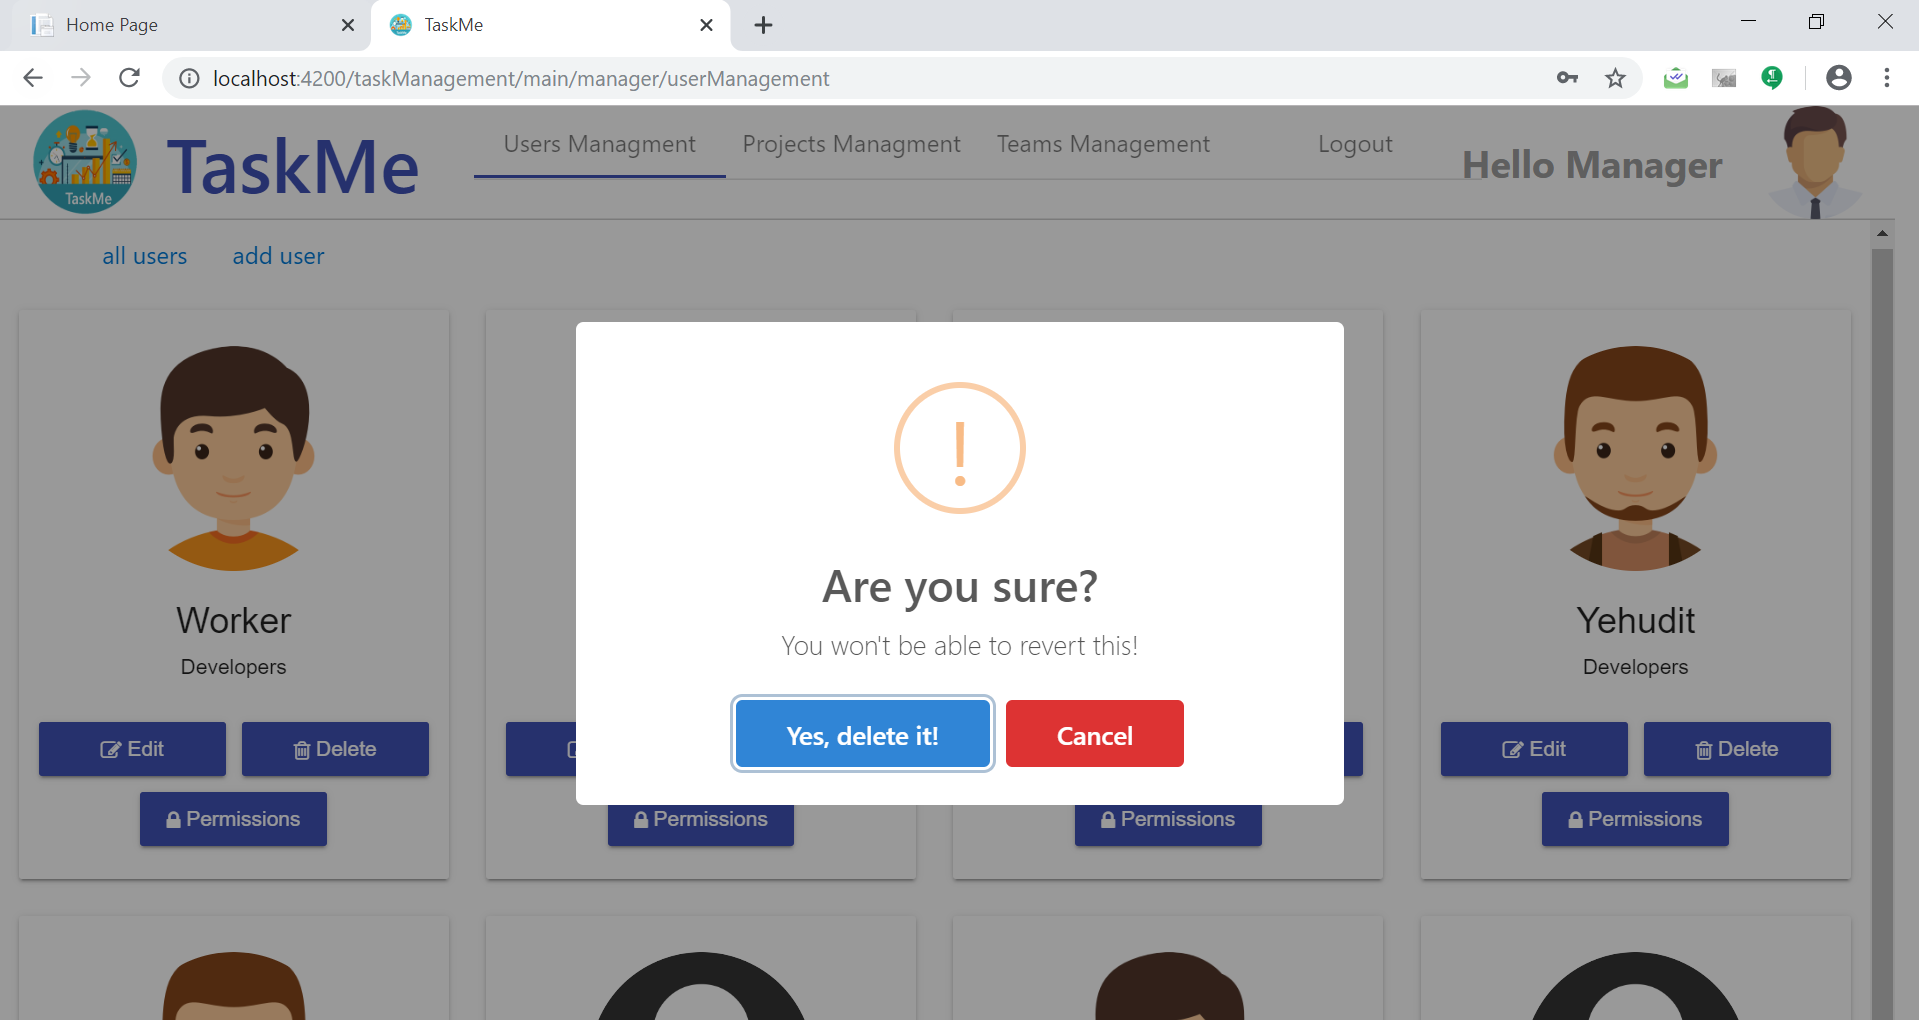 Home Page
TaskMe
localhost:4200/taskManagement/main/manager/userManagement
TaskMe
TaskMe
Users Managment
Projects Managment
Teams Management
Logout
Hello Manager
all users
add user
Are you sure?
You won't be able to revert this!
Yes, delete it!
Cancel
Worker
Developers
Edit
Delete
Permissions
Permissions
Permissions
Yehudit
Developers
Edit
Delete
Permissions